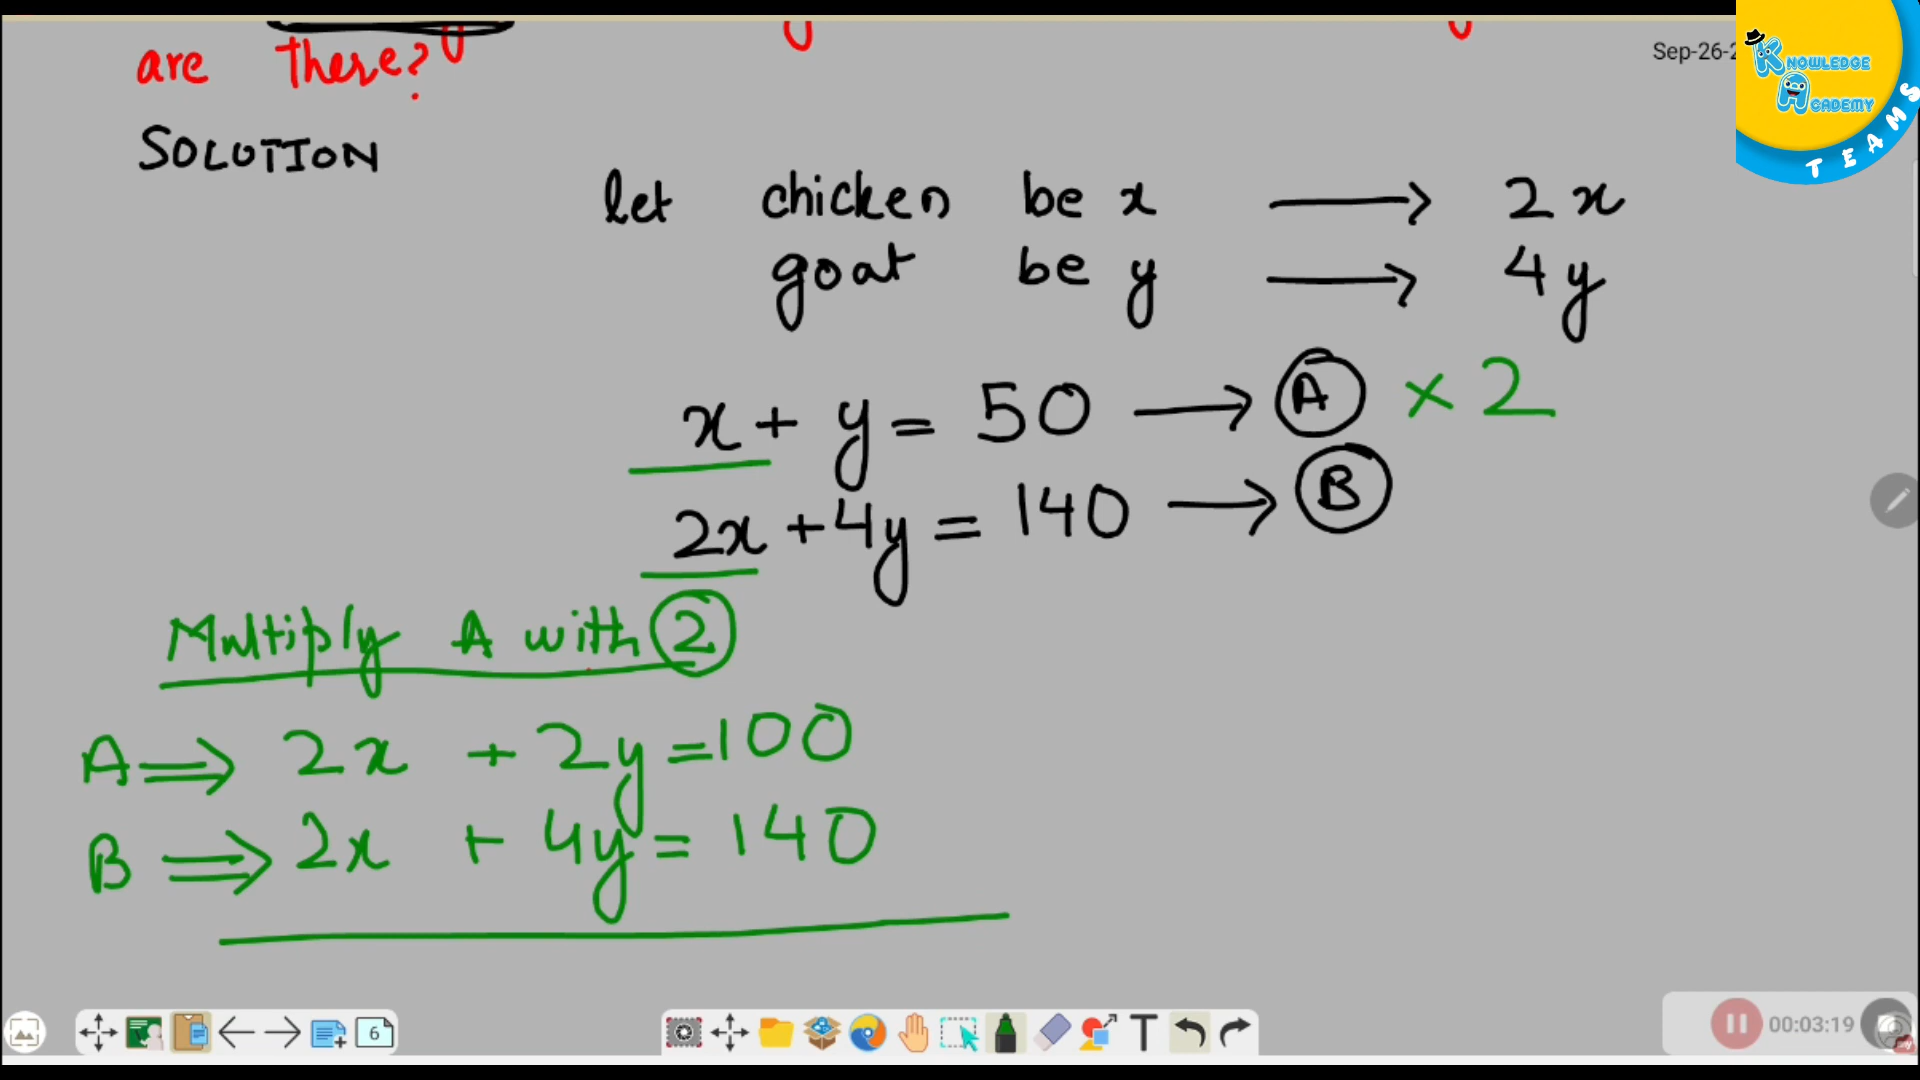 are there?
Sep-26-2
KNOWLEDGE ACADEMY
TEAMS
SOLUTION
let chicken be x → 2x
goat be y → 4y
x + y = 50 → A × 2
2x + 4y = 140 → B
Multiply A with 2
A ⇒ 2x + 2y = 100
B ⇒ 2x + 4y = 140
6
T
00:03:19